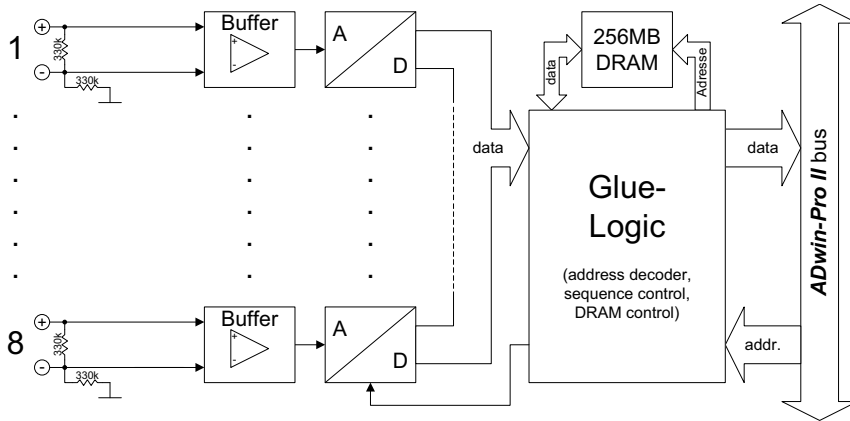 1
+
-
330k
330k
Buffer
+
-
A
D
data
data
256MB
DRAM
Adresse
Glue-
Logic
(address decoder,
sequence control,
DRAM control)
data
addr.
ADwin-Pro II bus
8
+
-
330k
330k
Buffer
+
-
A
D